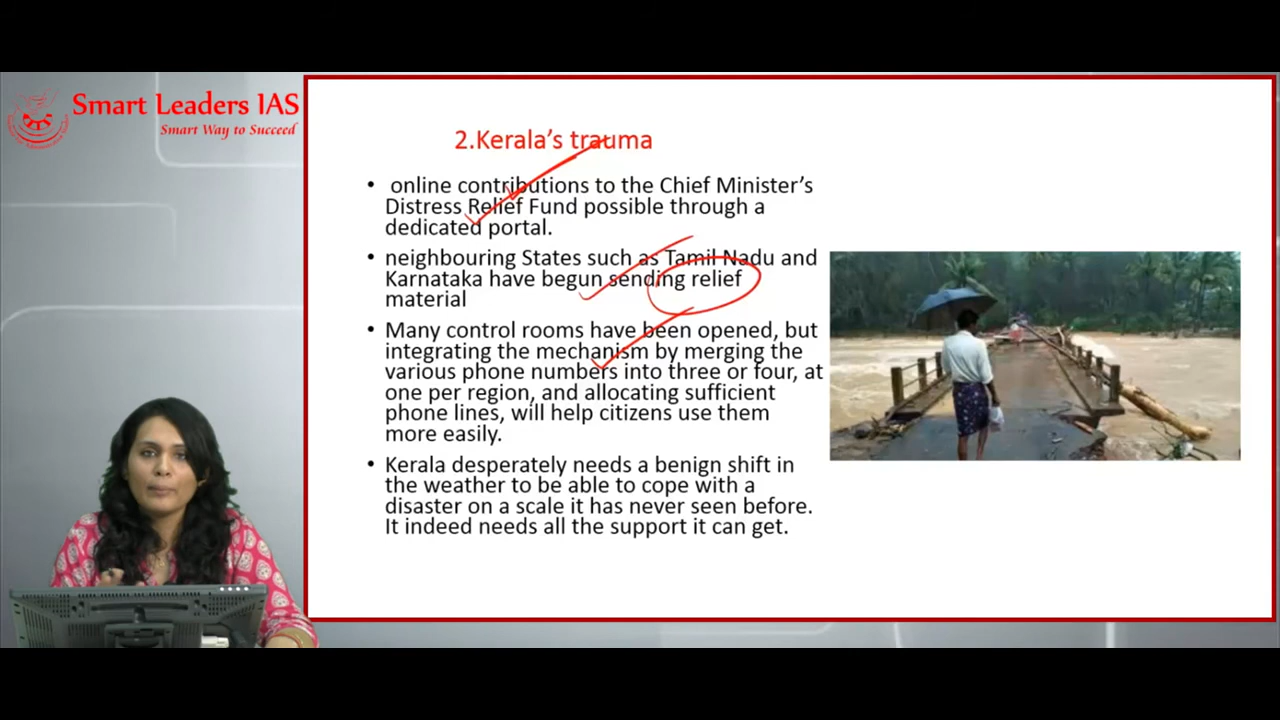 Smart Leaders IAS
Smart Way to Succeed
2.Kerala's trauma
• online contributions to the Chief Minister's
Distress Relief Fund possible through a
dedicated portal.
• neighbouring States such as Tamil Nadu and
Karnataka have begun sending relief
material
• Many control rooms have been opened, but
integrating the mechanism by merging the
various phone numbers into three or four, at
one per region, and allocating sufficient
phone lines, will help citizens use them
more easily.
• Kerala desperately needs a benign shift in
the weather to be able to cope with a
disaster on a scale it has never seen before.
It indeed needs all the support it can get.